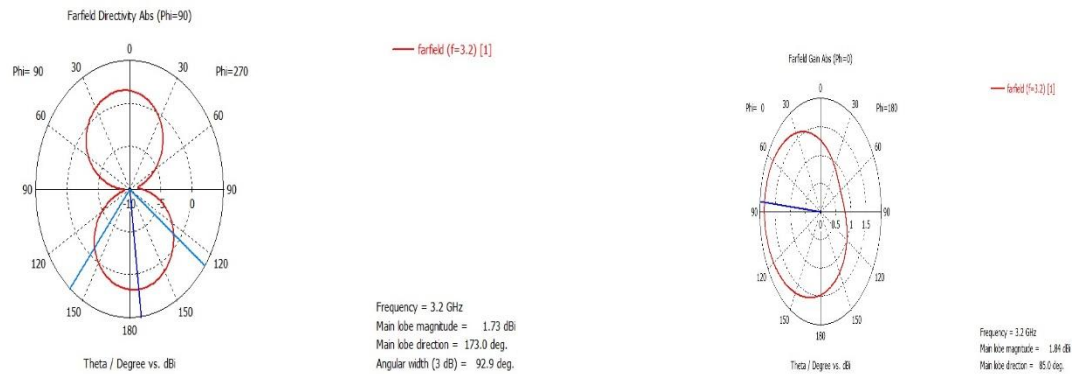 Farfield Directivity Abs (Phi=90)
farfield (f=3.2) [1]
0
Phi= 90 30 30 Phi=270
60 60
90 -10 -5 0 90
120 120
150 150
180
Theta / Degree vs. dBi
Frequency = 3.2 GHz
Main lobe magnitude = 1.73 dBi
Main lobe direction = 173.0 deg.
Angular width (3 dB) = 92.9 deg.
Farfield Gain Abs (Phi=0)
farfield (f=3.2) [1]
0
Phi= 0 30 30 Phi=180
60 60
90 0 0.5 1 1.5 90
120 120
150 150
180
Theta / Degree vs. dBi
Frequency = 3.2 GHz
Main lobe magnitude = 1.84 dBi
Main lobe direction = 85.0 deg.